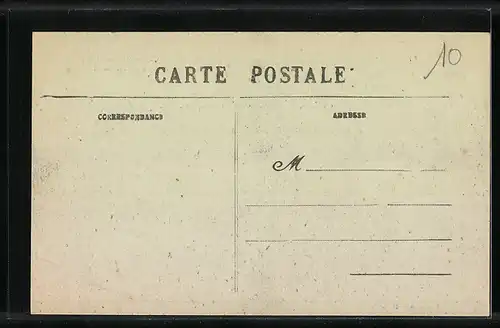 10
CARTE POSTALE
CORRESPONDANCE
ADRESSE
M